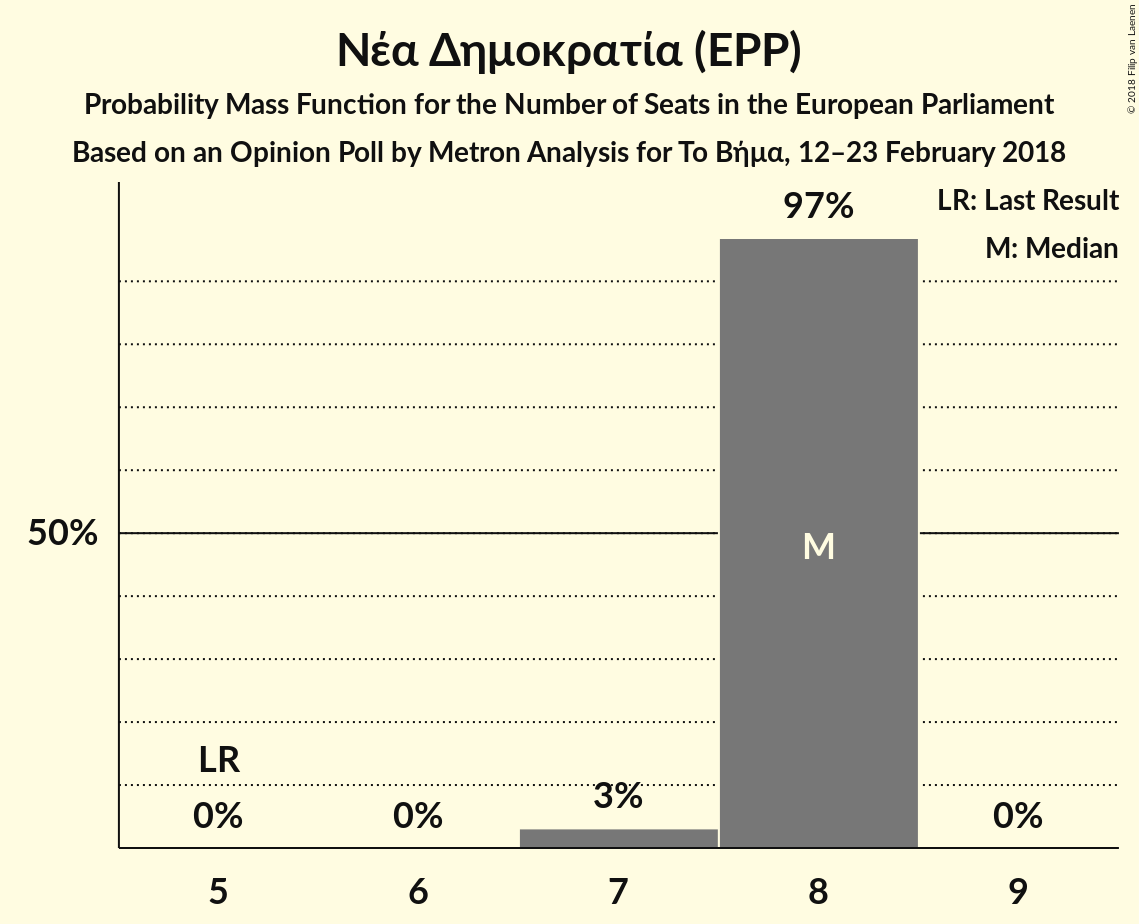 Νέα Δημοκρατία (EPP)
Probability Mass Function for the Number of Seats in the European Parliament
Based on an Opinion Poll by Metron Analysis for Το Βήμα, 12–23 February 2018
© 2018 Filip van Laenen
LR: Last Result
M: Median
97%
50%
M
LR
0%
0%
3%
0%
5
6
7
8
9